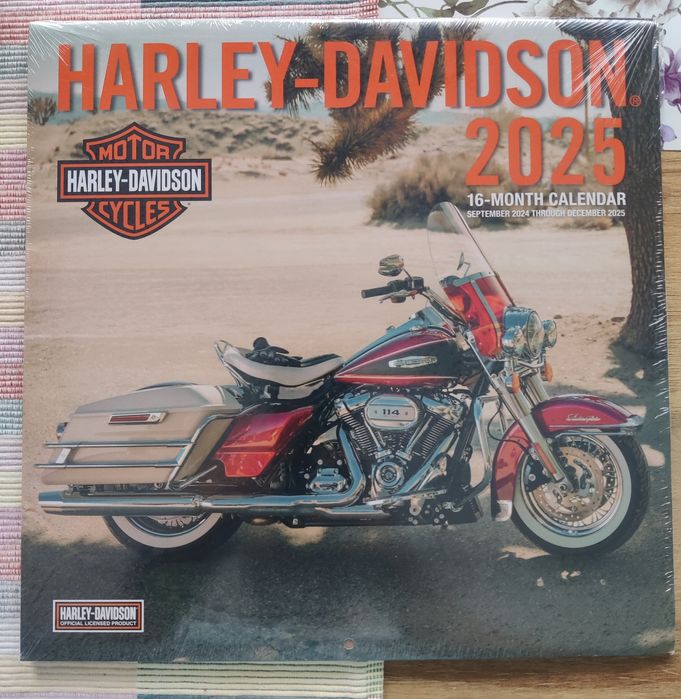 HARLEY-DAVIDSON®
2025
16-MONTH CALENDAR
SEPTEMBER 2024 THROUGH DECEMBER 2025
MOTOR
HARLEY-DAVIDSON
CYCLES
114
HARLEY-DAVIDSON
OFFICIAL LICENSED PRODUCT